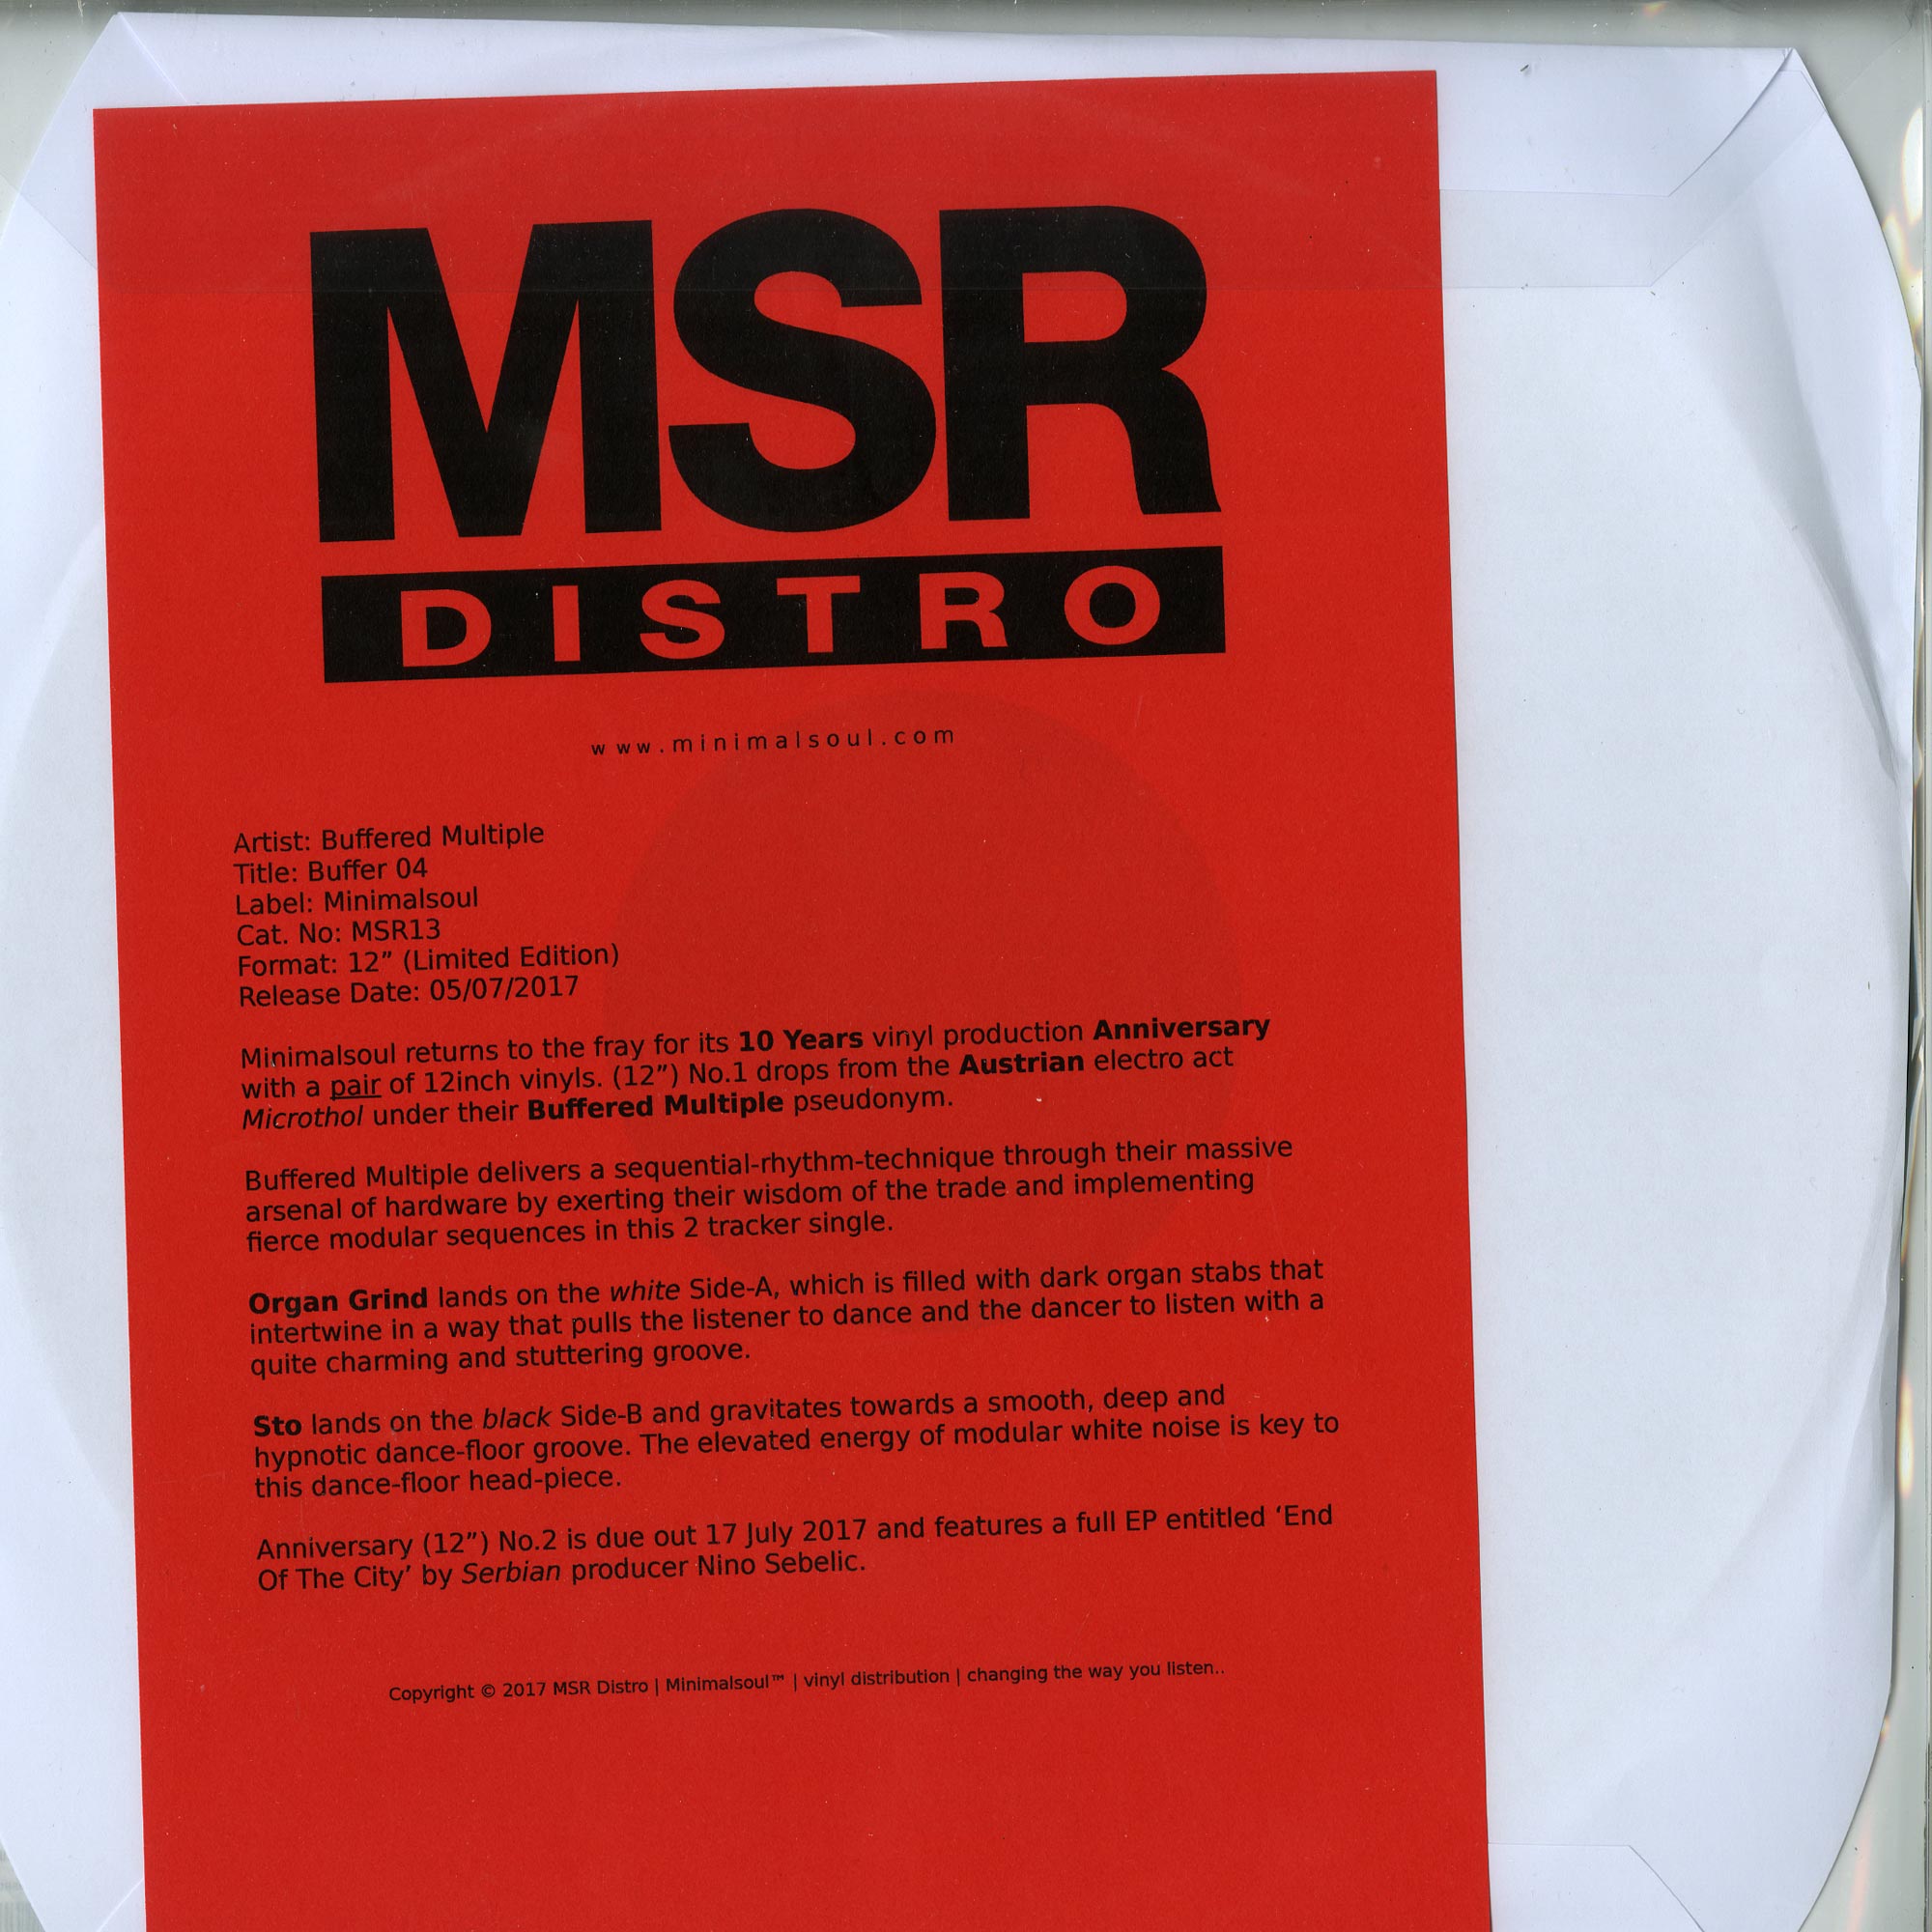 MSR
DISTRO
www.minimalsoul.com
Artist: Buffered Multiple
Title: Buffer 04
Label: Minimalsoul
Cat. No: MSR13
Format: 12” (Limited Edition)
Release Date: 05/07/2017
Minimalsoul returns to the fray for its 10 Years vinyl production Anniversary
with a pair of 12inch vinyls. (12”) No.1 drops from the Austrian electro act
Microthol under their Buffered Multiple pseudonym.
Buffered Multiple delivers a sequential-rhythm-technique through their massive
arsenal of hardware by exerting their wisdom of the trade and implementing
fierce modular sequences in this 2 tracker single.
Organ Grind lands on the white Side-A, which is filled with dark organ stabs that
intertwine in a way that pulls the listener to dance and the dancer to listen with a
quite charming and stuttering groove.
Sto lands on the black Side-B and gravitates towards a smooth, deep and
hypnotic dance-floor groove. The elevated energy of modular white noise is key to
this dance-floor head-piece.
Anniversary (12”) No.2 is due out 17 July 2017 and features a full EP entitled ‘End
Of The City’ by Serbian producer Nino Sebelic.
Copyright © 2017 MSR Distro | Minimalsoul™ | vinyl distribution | changing the way you listen..